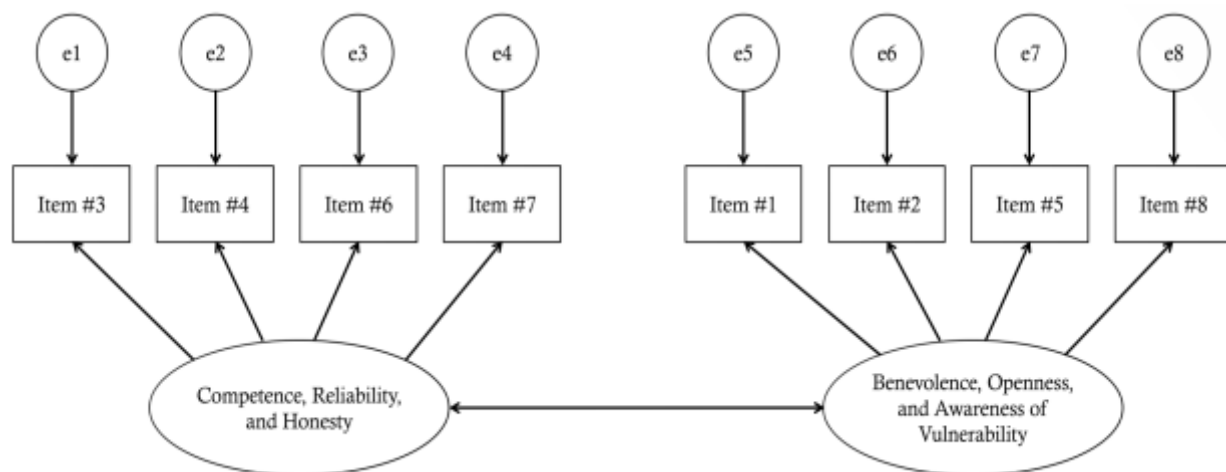 e1 e2 e3 e4 e5 e6 e7 e8
Item #3 Item #4 Item #6 Item #7 Item #1 Item #2 Item #5 Item #8
Competence, Reliability,
and Honesty
Benevolence, Openness,
and Awareness of
Vulnerability